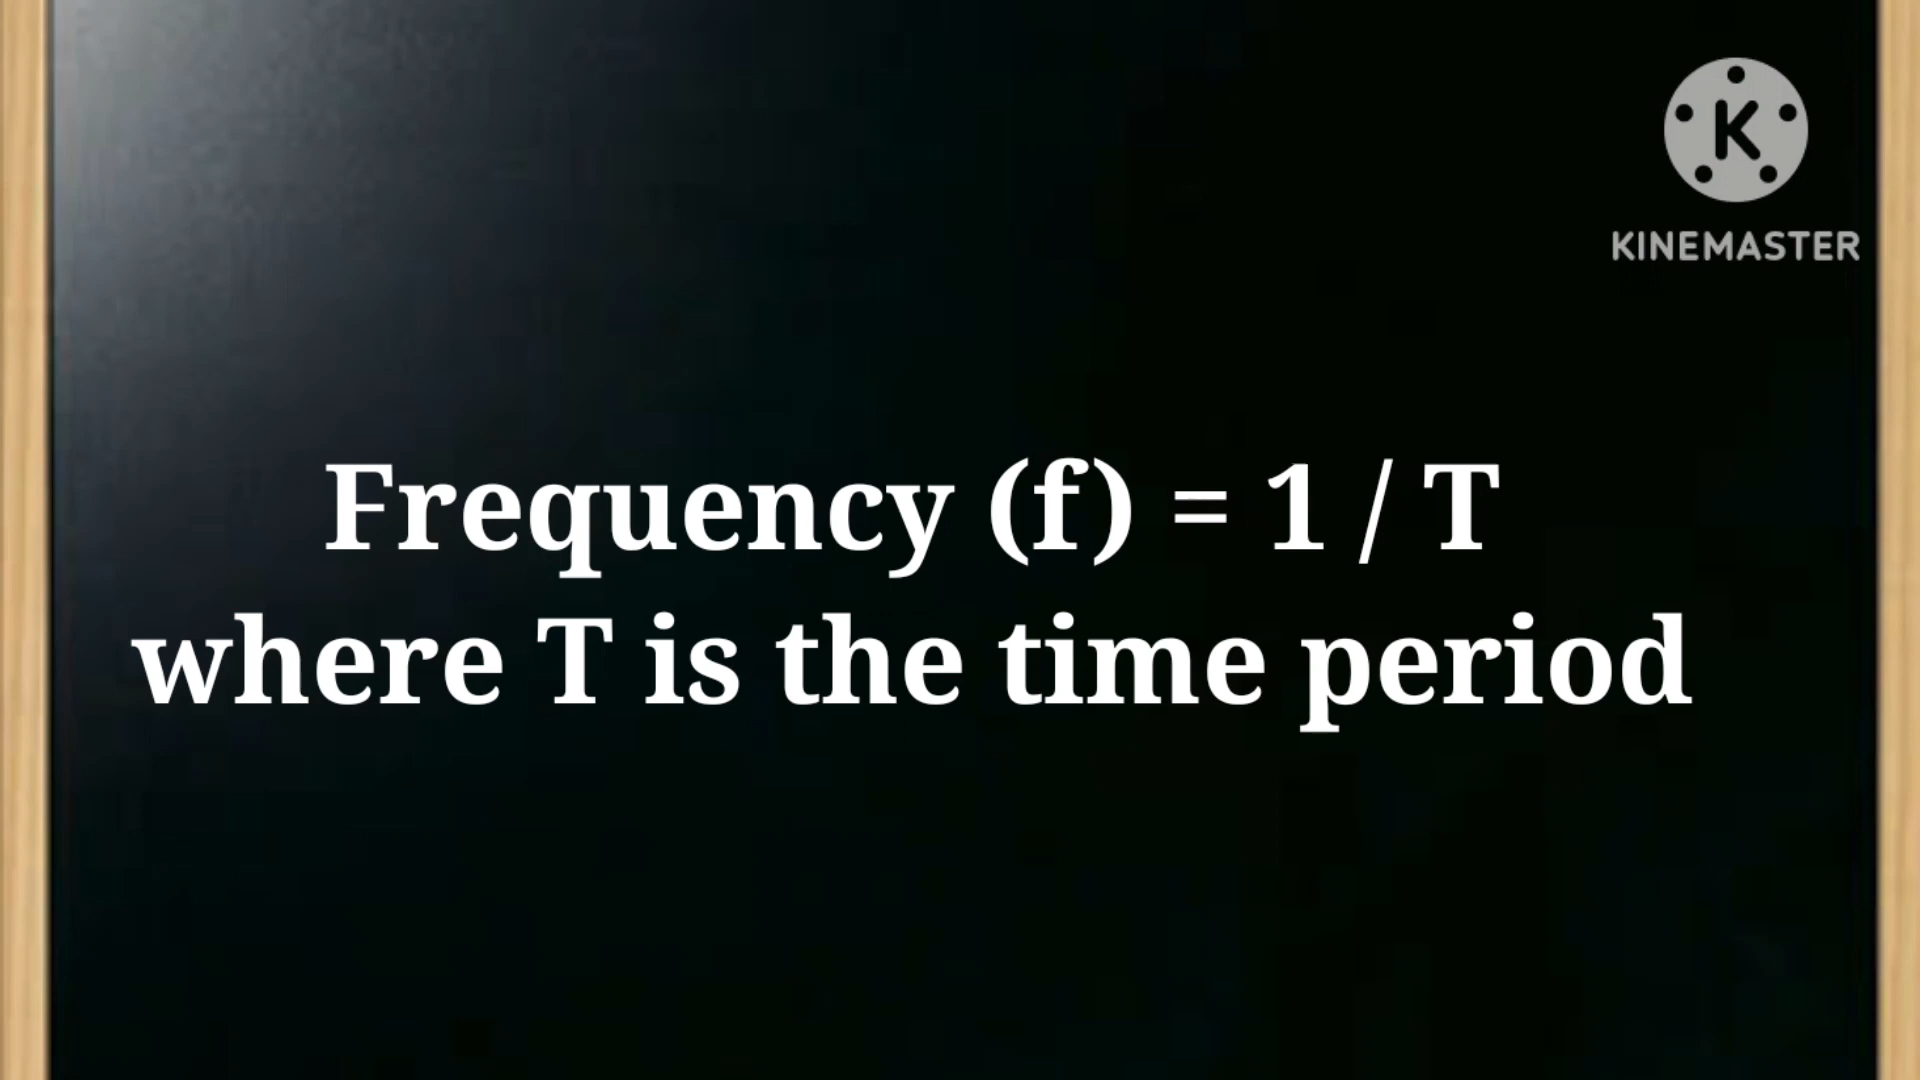 K
KINEMASTER
Frequency (f) = 1 / T
where T is the time period